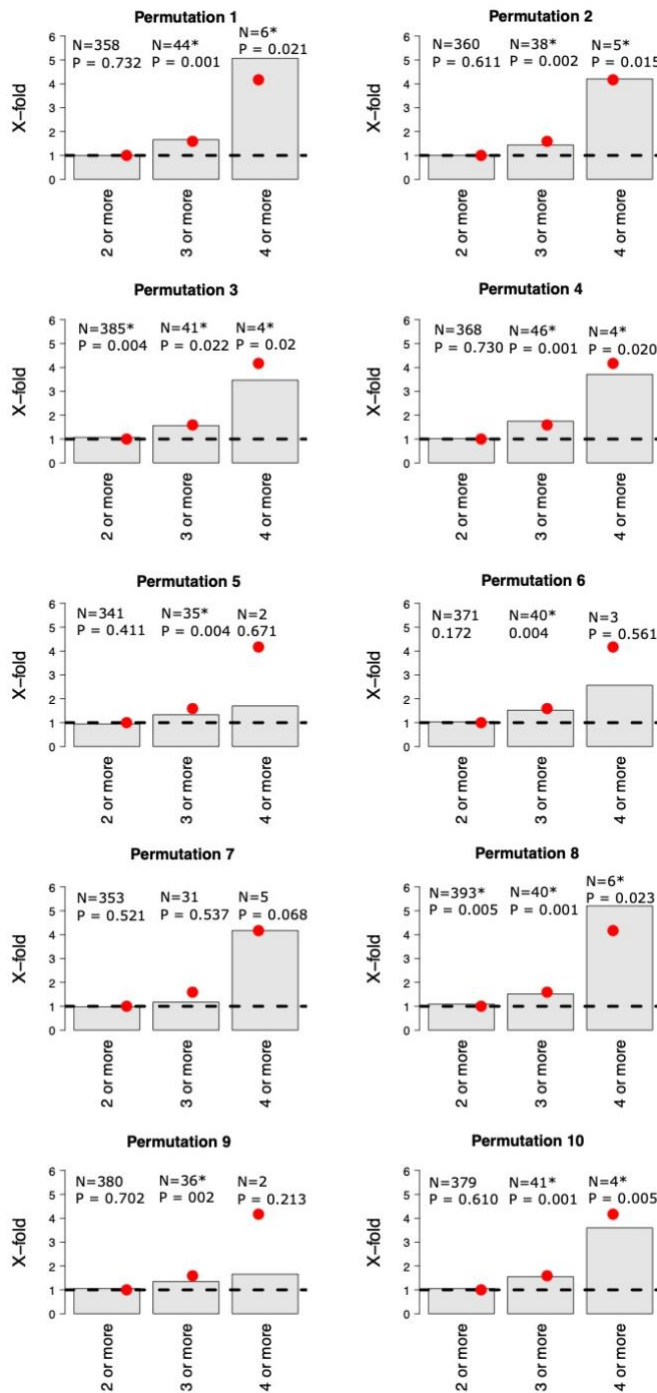 Permutation 1
X-fold
6
5
4
3
2
1
0
N=358
P = 0.732
N=44*
P = 0.001
N=6*
P = 0.021
2 or more
3 or more
4 or more
Permutation 2
X-fold
6
5
4
3
2
1
0
N=360
P = 0.611
N=38*
P = 0.002
N=5*
P = 0.015
2 or more
3 or more
4 or more
Permutation 3
X-fold
6
5
4
3
2
1
0
N=385*
P = 0.004
N=41*
P = 0.022
N=4*
P = 0.02
2 or more
3 or more
4 or more
Permutation 4
X-fold
6
5
4
3
2
1
0
N=368
P = 0.730
N=46*
P = 0.001
N=4*
P = 0.020
2 or more
3 or more
4 or more
Permutation 5
X-fold
6
5
4
3
2
1
0
N=341
P = 0.411
N=35*
P = 0.004
N=2
0.671
2 or more
3 or more
4 or more
Permutation 6
X-fold
6
5
4
3
2
1
0
N=371
0.172
N=40*
0.004
N=3
P = 0.561
2 or more
3 or more
4 or more
Permutation 7
X-fold
6
5
4
3
2
1
0
N=353
P = 0.521
N=31
P = 0.537
N=5
P = 0.068
2 or more
3 or more
4 or more
Permutation 8
X-fold
6
5
4
3
2
1
0
N=393*
P = 0.005
N=40*
P = 0.001
N=6*
P = 0.023
2 or more
3 or more
4 or more
Permutation 9
X-fold
6
5
4
3
2
1
0
N=380
P = 0.702
N=36*
P = 002
N=2
P = 0.213
2 or more
3 or more
4 or more
Permutation 10
X-fold
6
5
4
3
2
1
0
N=379
P = 0.610
N=41*
P = 0.001
N=4*
P = 0.005
2 or more
3 or more
4 or more